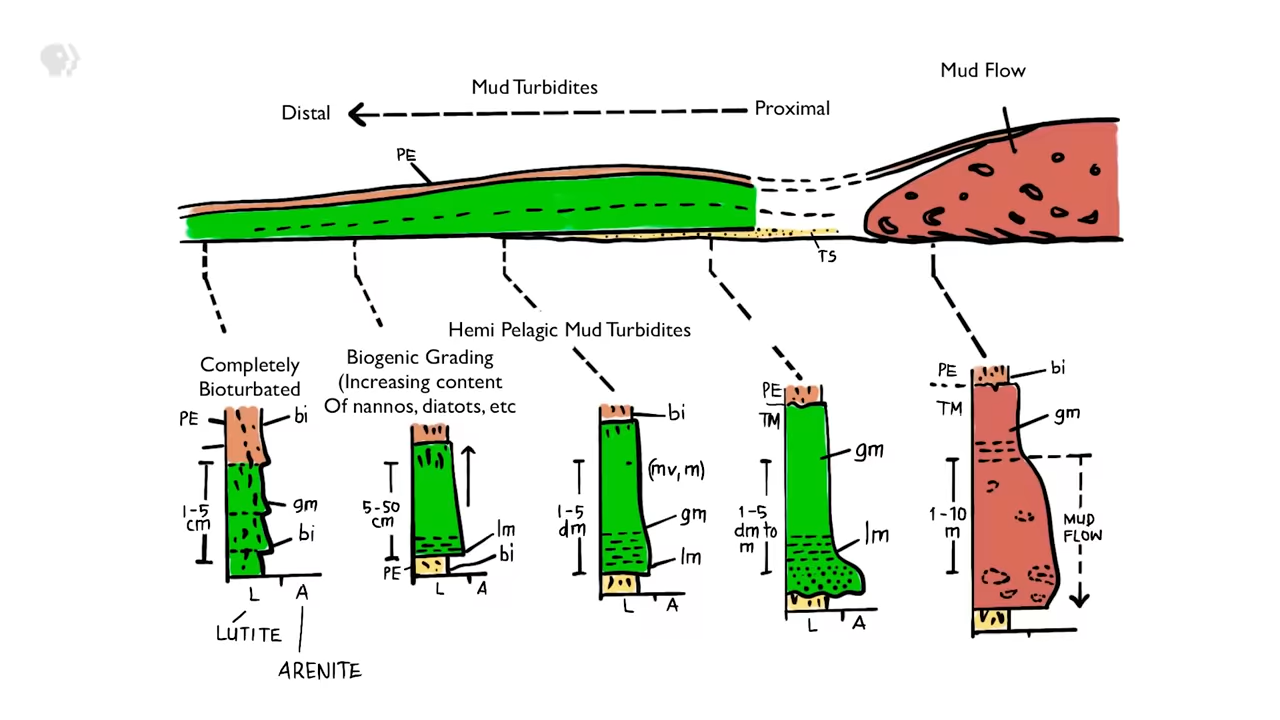 Mud Flow
Mud Turbidites
Distal
Proximal
PE
TS
Hemi Pelagic Mud Turbidites
Completely
Bioturbated
Biogenic Grading
(Increasing content
Of nannos, diatots, etc
PE
bi
1-5
cm
gm
bi
L
A
LUTITE
ARENITE
5-50
cm
lm
bi
PE
L
A
bi
(mv, m)
1-5
dm
gm
lm
L
A
PE
TM
gm
1-5
dm to
m
lm
L
A
PE
bi
TM
gm
1-10
m
MUD
FLOW